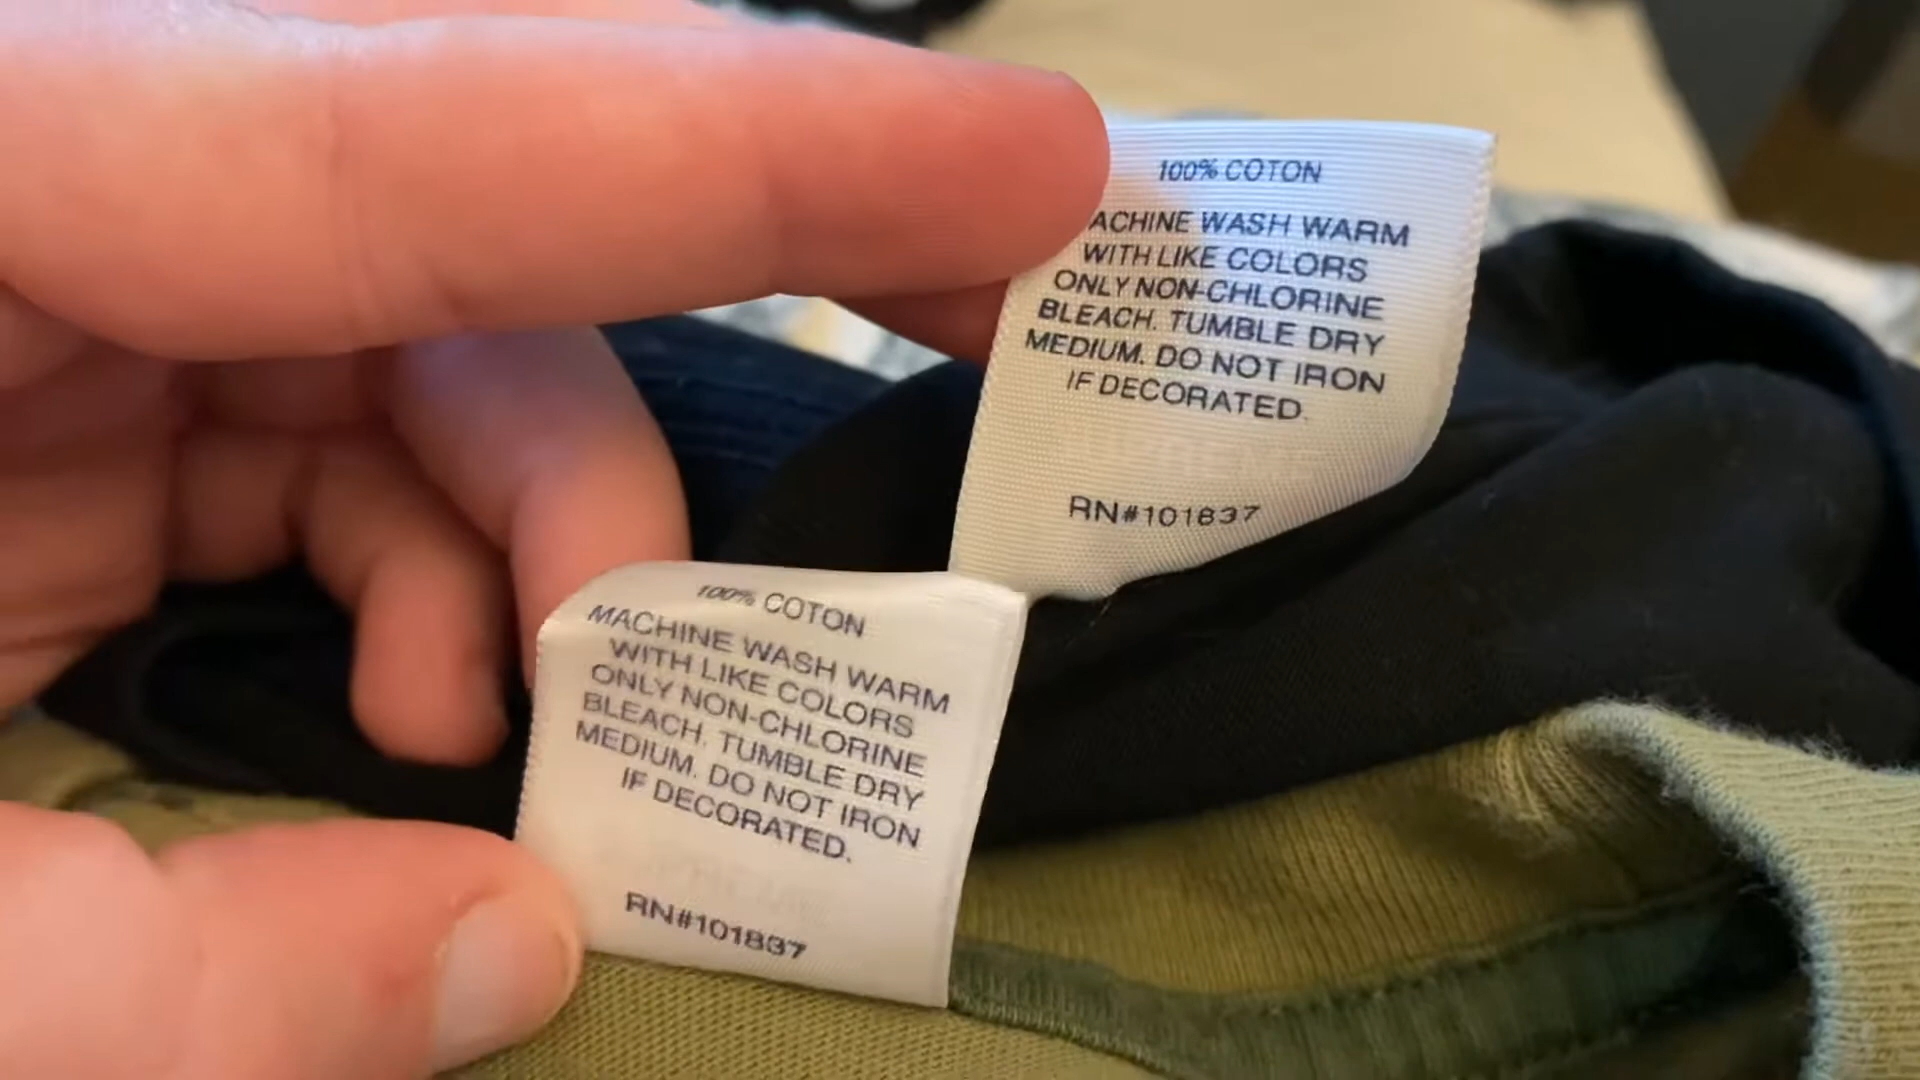 100% COTON
ACHINE WASH WARM
WITH LIKE COLORS
ONLY NON-CHLORINE
BLEACH. TUMBLE DRY
MEDIUM. DO NOT IRON
IF DECORATED.
RN#101837
100% COTON
MACHINE WASH WARM
WITH LIKE COLORS
ONLY NON-CHLORINE
BLEACH. TUMBLE DRY
MEDIUM. DO NOT IRON
IF DECORATED.
RN#101837